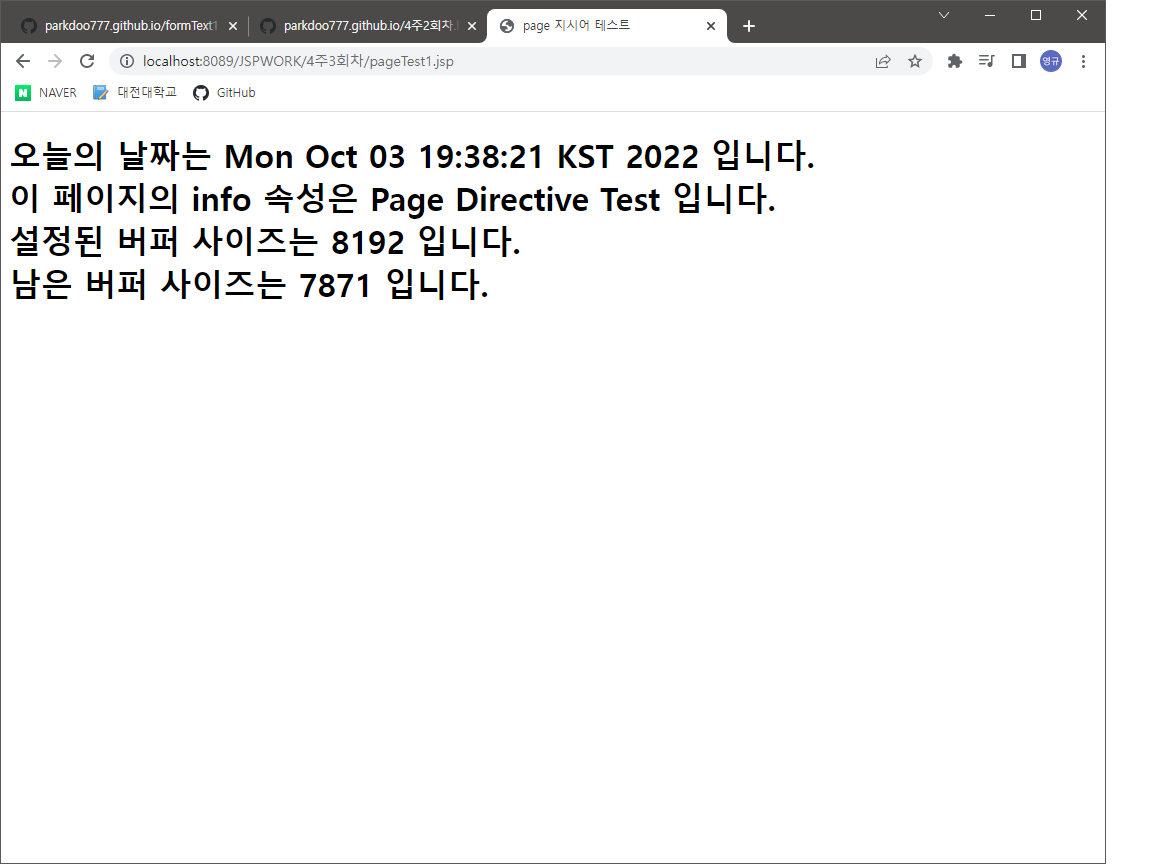 parkdoo777.github.io/formText1
parkdoo777.github.io/4주2회차.
page 지시어 테스트
localhost:8089/JSPWORK/4주3회차/pageTest1.jsp
영규
NAVER 대전대학교 GitHub
오늘의 날짜는 Mon Oct 03 19:38:21 KST 2022 입니다.
이 페이지의 info 속성은 Page Directive Test 입니다.
설정된 버퍼 사이즈는 8192 입니다.
남은 버퍼 사이즈는 7871 입니다.